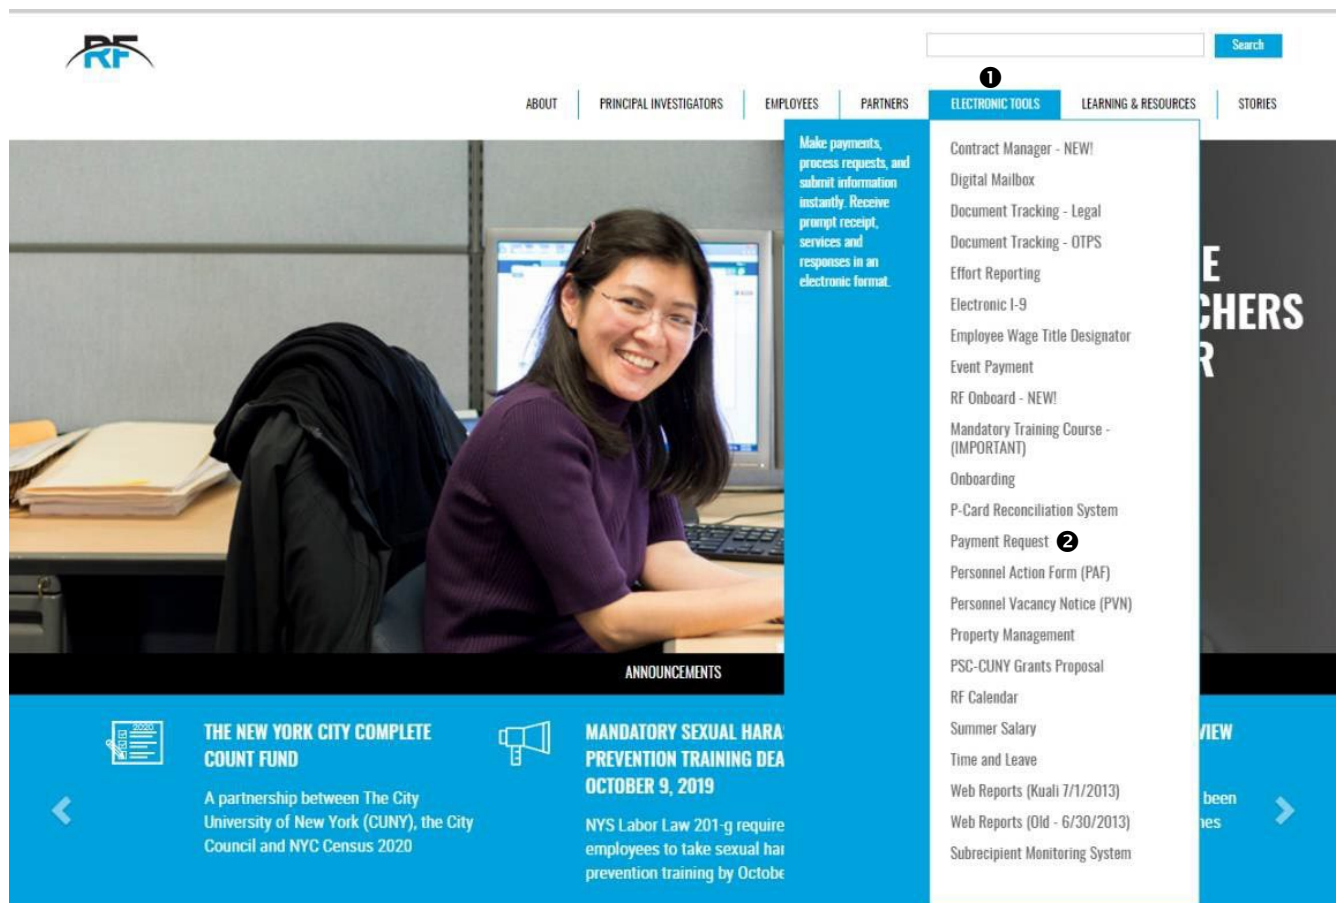 RF
Search
❶
ABOUT
PRINCIPAL INVESTIGATORS
EMPLOYEES
PARTNERS
ELECTRONIC TOOLS
LEARNING & RESOURCES
STORIES
Make payments,
process requests, and
submit information
instantly. Receive
prompt receipt,
services and
responses in an
electronic format.
Contract Manager - NEW!
Digital Mailbox
Document Tracking - Legal
Document Tracking - OTPS
Effort Reporting
Electronic I-9
Employee Wage Title Designator
Event Payment
RF Onboard - NEW!
Mandatory Training Course -
(IMPORTANT)
Onboarding
P-Card Reconciliation System
Payment Request ❷
Personnel Action Form (PAF)
Personnel Vacancy Notice (PVN)
Property Management
PSC-CUNY Grants Proposal
RF Calendar
Summer Salary
Time and Leave
Web Reports (Kuali 7/1/2013)
Web Reports (Old - 6/30/2013)
Subrecipient Monitoring System
E
CHERS
R
ANNOUNCEMENTS
2020
THE NEW YORK CITY COMPLETE
COUNT FUND
A partnership between The City
University of New York (CUNY), the City
Council and NYC Census 2020
MANDATORY SEXUAL HARA
PREVENTION TRAINING DEA
OCTOBER 9, 2019
NYS Labor Law 201-g require
employees to take sexual har
prevention training by Octobe
VIEW
been
nes